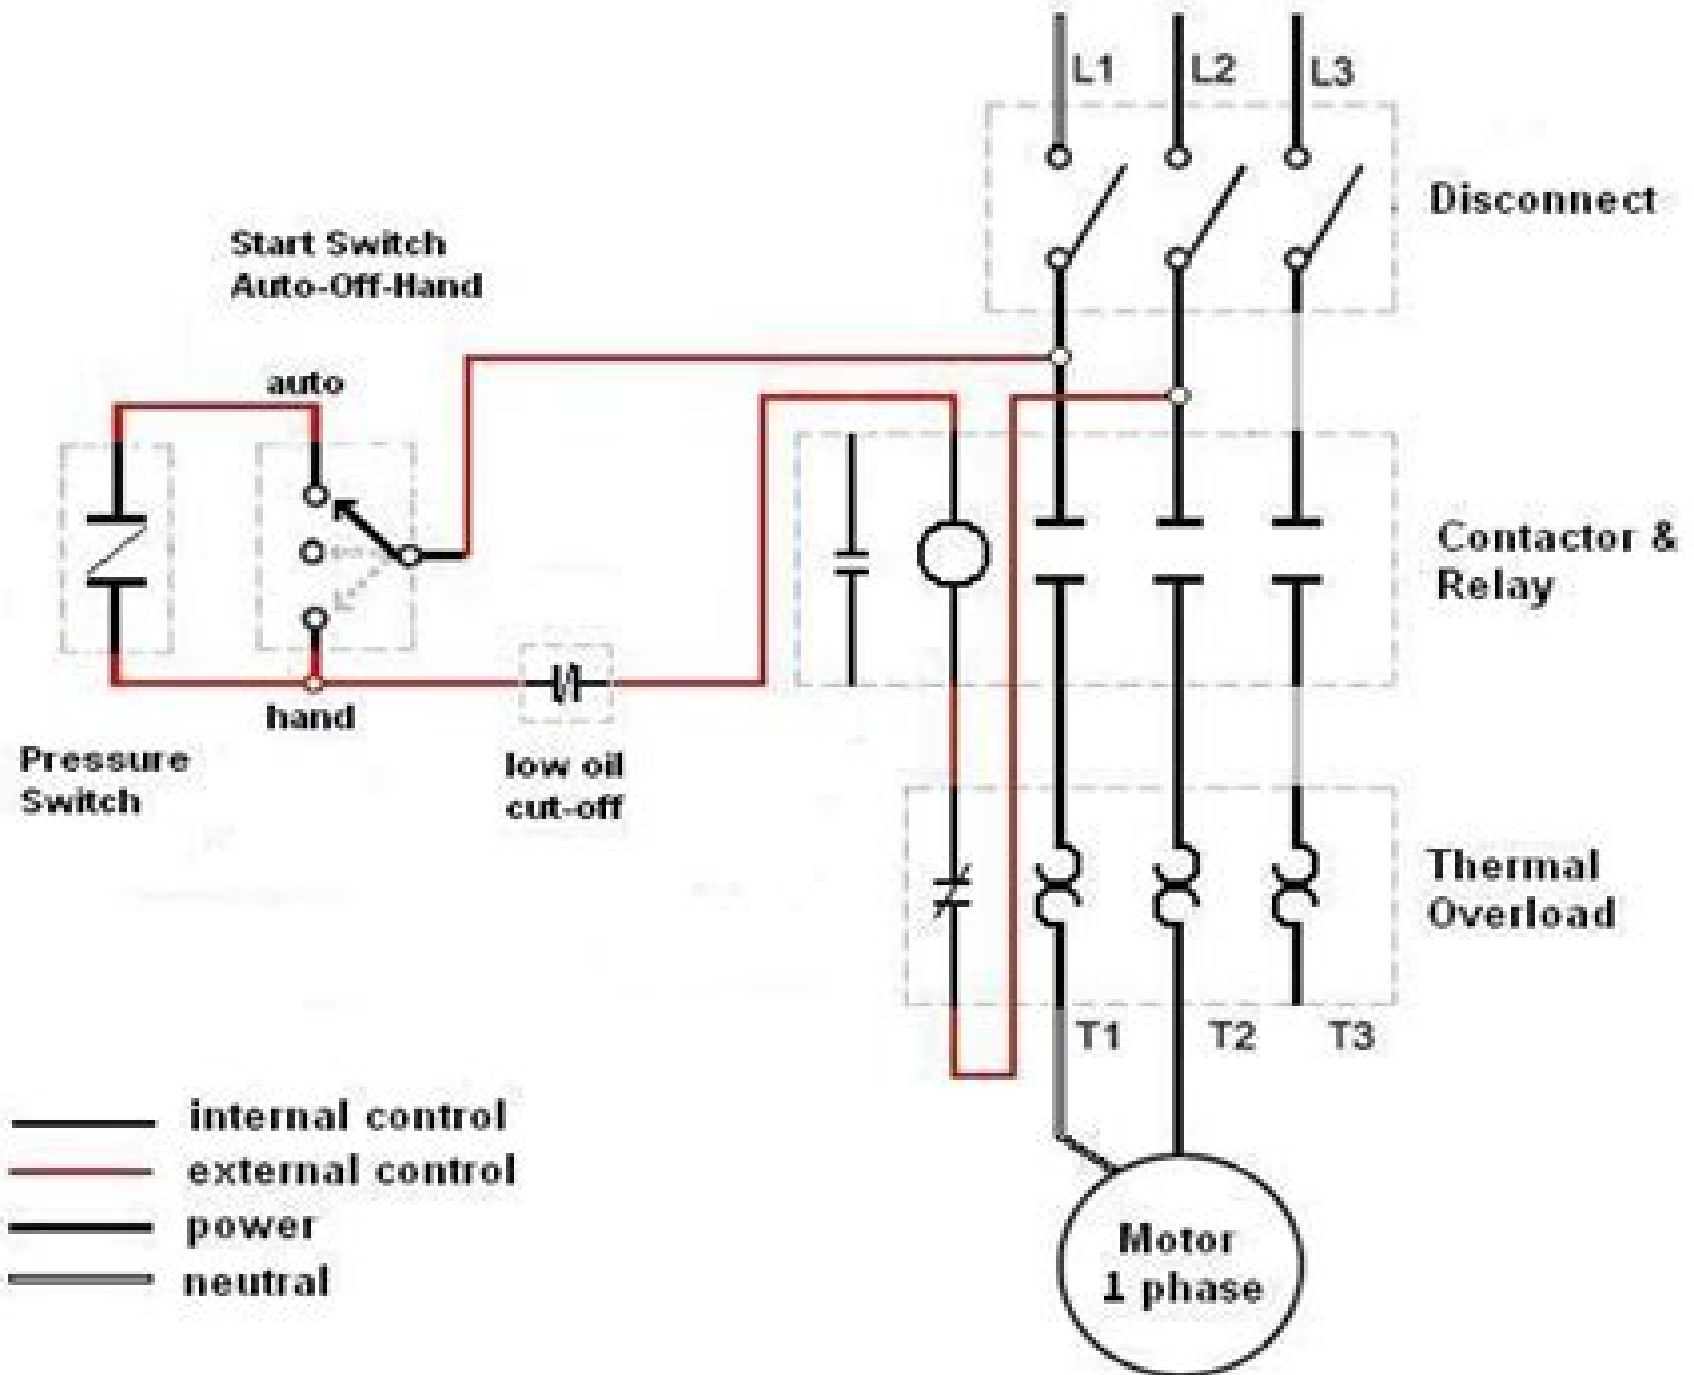 L1 L2 L3
Disconnect
Start Switch
Auto-Off-Hand
auto
Contactor &
Relay
hand
Pressure
Switch
low oil
cut-off
Thermal
Overload
T1 T2 T3
internal control
external control
power
neutral
Motor
1 phase